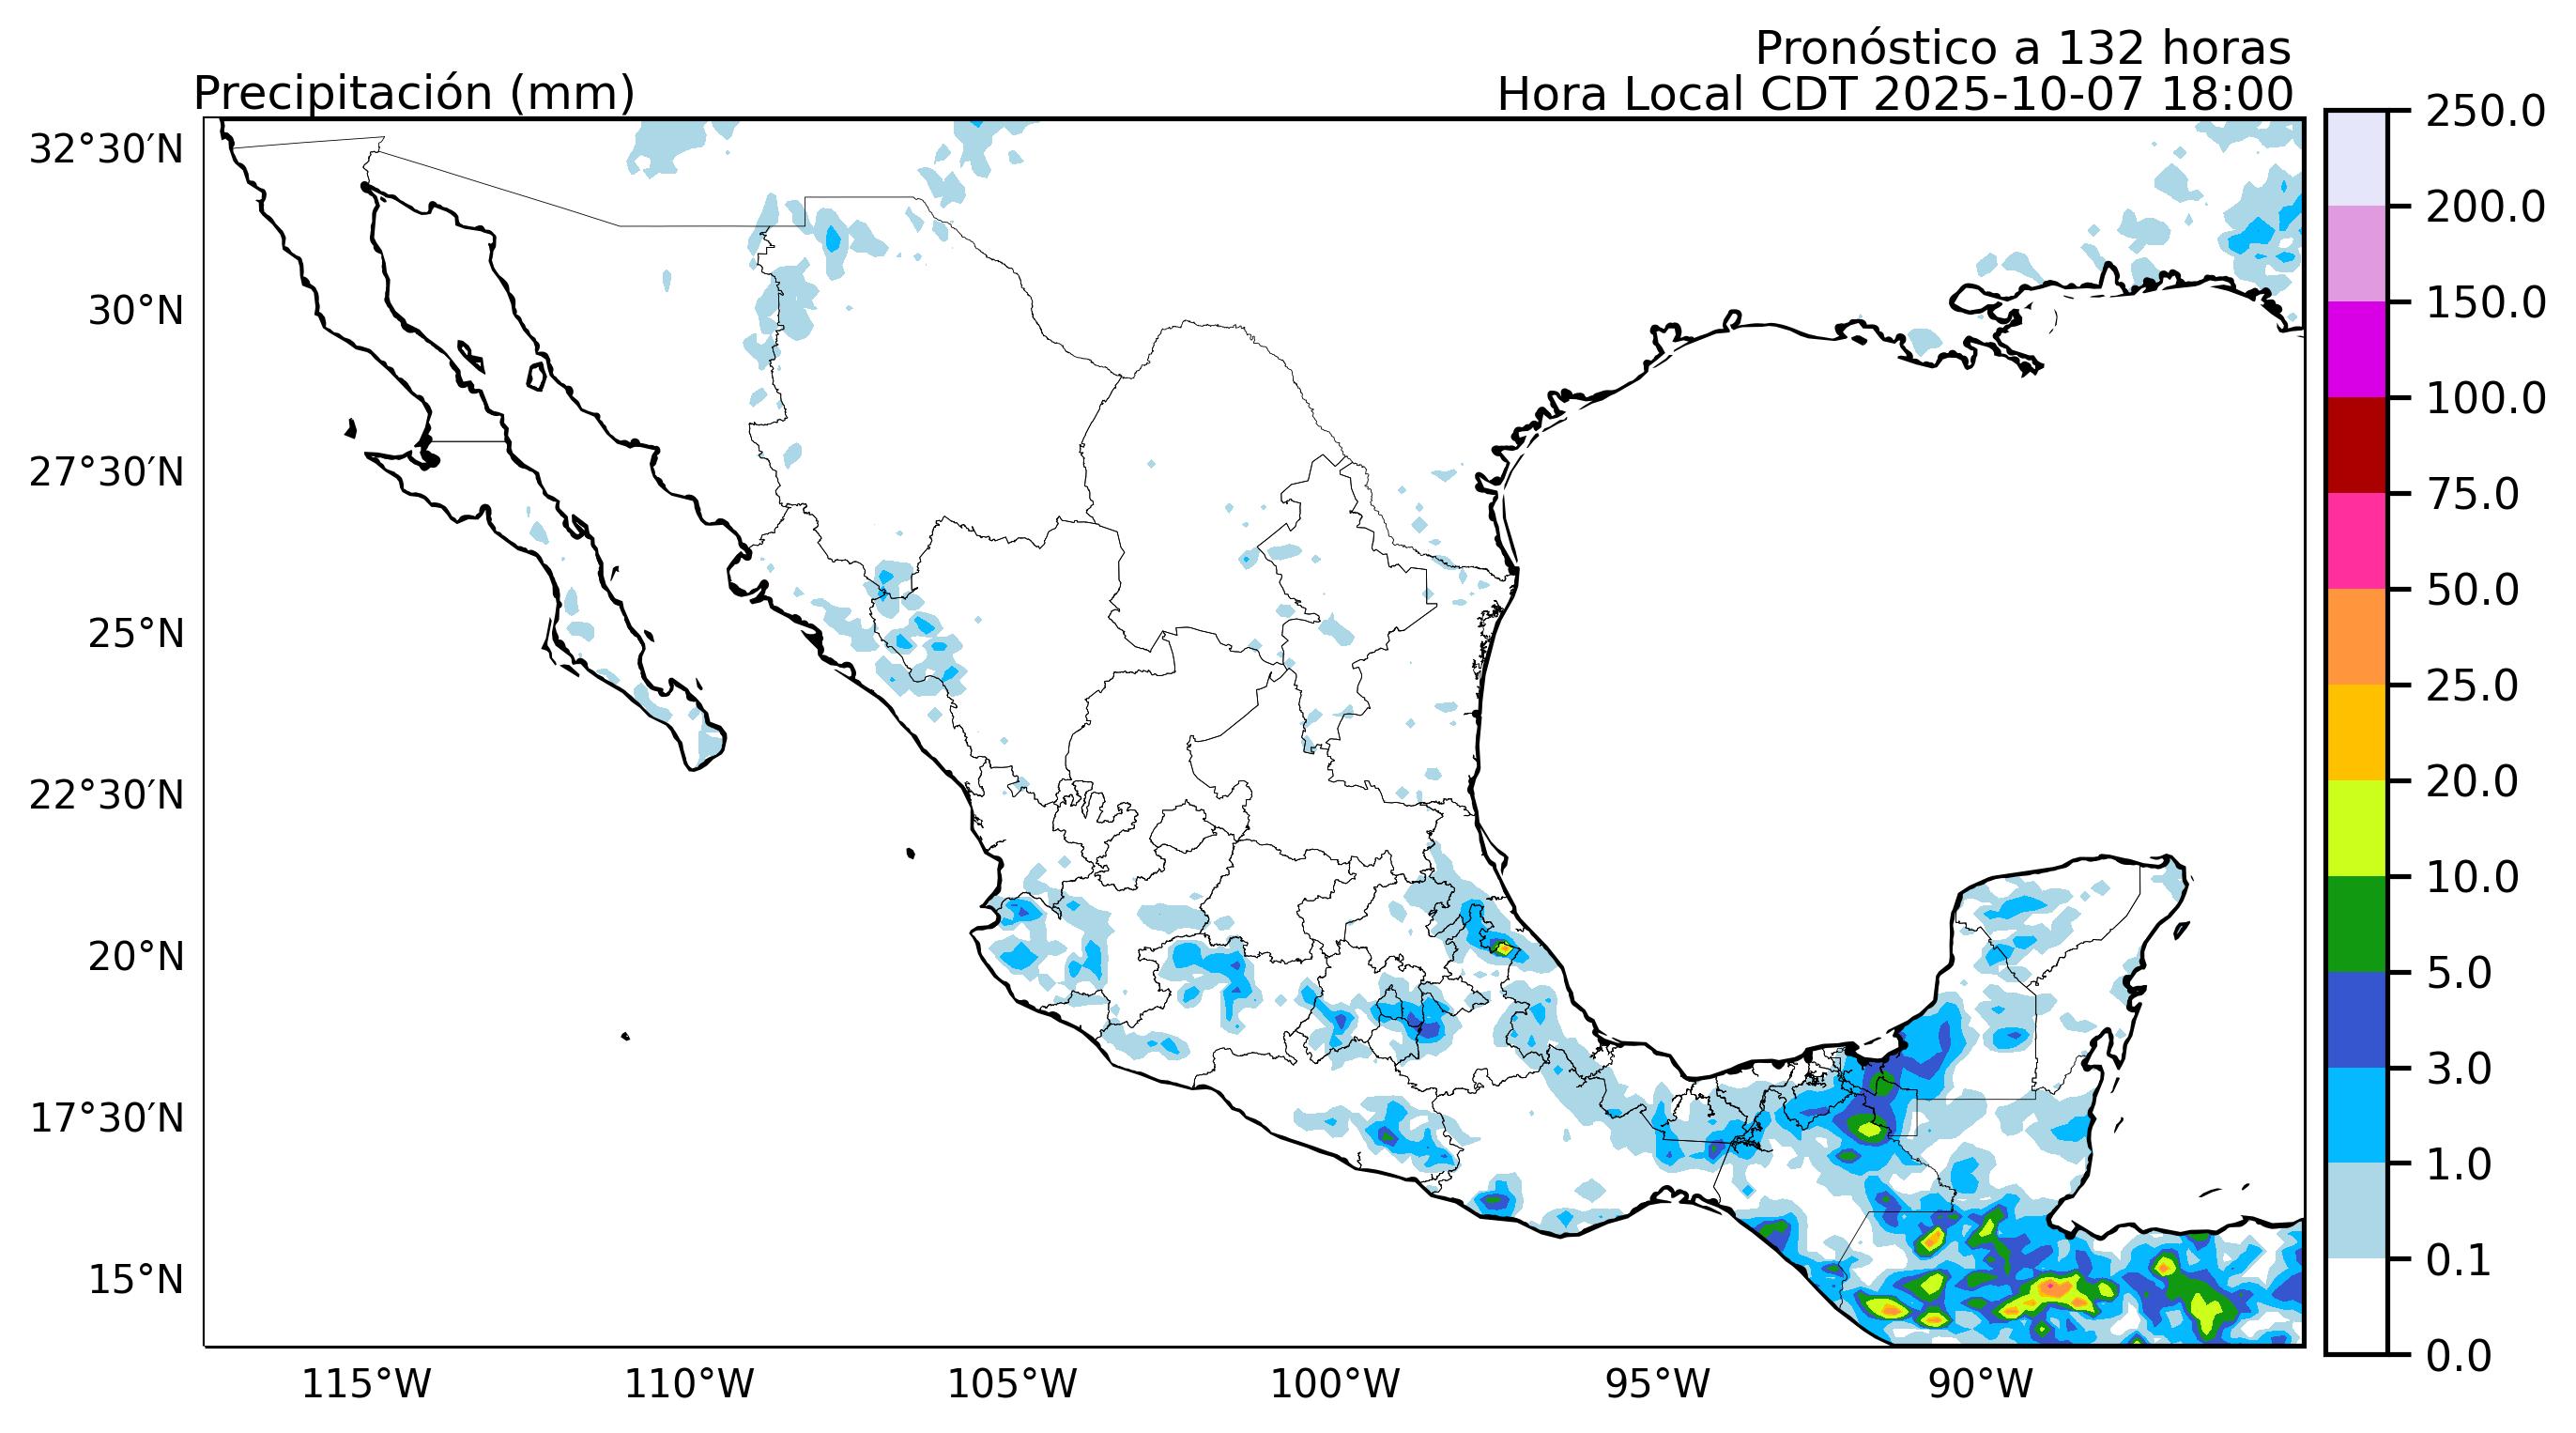 Pronóstico a 132 horas
Precipitación (mm)
Hora Local CDT 2025-10-07 18:00
32°30′N
30°N
27°30′N
25°N
22°30′N
20°N
17°30′N
15°N
115°W
110°W
105°W
100°W
95°W
90°W
250.0
200.0
150.0
100.0
75.0
50.0
25.0
20.0
10.0
5.0
3.0
1.0
0.1
0.0